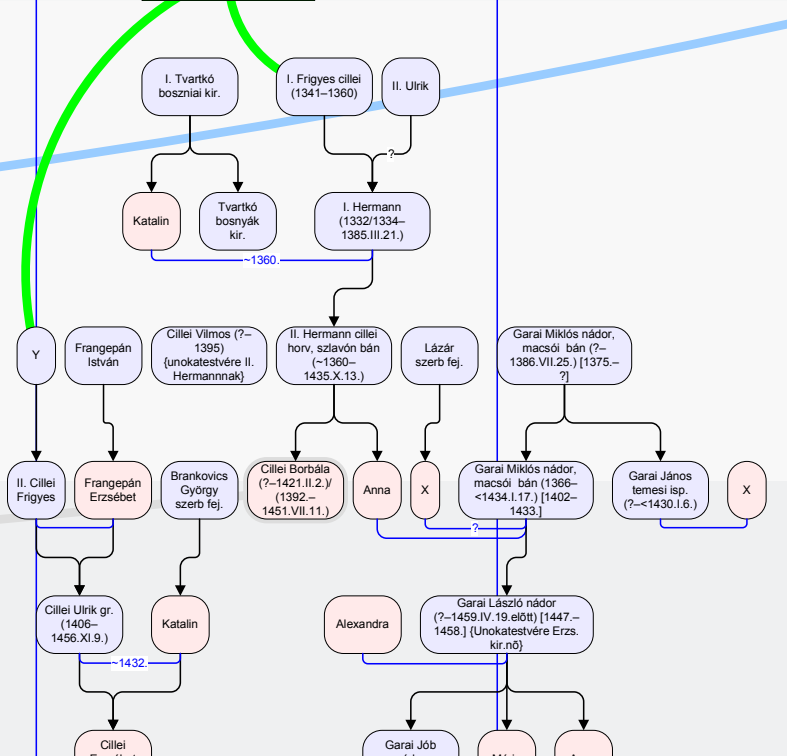 I. Tvartkó
boszniai kir.
I. Frigyes cillei
(1341–1360)
II. Ulrik
?
Katalin
Tvartkó
bosnyák
kir.
I. Hermann
(1332/1334–
1385.III.21.)
~1360.
Y
Frangepán
István
Cillei Vilmos (?–
1395)
{unokatestvére II.
Hermannnak}
II. Hermann cillei
horv, szlavón bán
(~1360–
1435.X.13.)
Lázár
szerb fej.
Garai Miklós nádor,
macsói bán (?–
1386.VII.25.) [1375.–
?]
II. Cillei
Frigyes
Frangepán
Erzsébet
Brankovics
György
szerb fej.
Cillei Borbála
(?–1421.II.2.)/
(1392.–
1451.VII.11.)
Anna
X
Garai Miklós nádor,
macsói bán (1366–
<1434.I.17.) [1402–
1433.]
Garai János
temesi isp.
(?–<1430.I.6.)
X
?
Cillei Ulrik gr.
(1406–
1456.XI.9.)
Katalin
Alexandra
Garai László nádor
(?–1459.IV.19.elõtt) [1447.–
1458.] {Unokatestvére Erzs.
kir.nõ}
~1432.
Cillei
Garai Jób